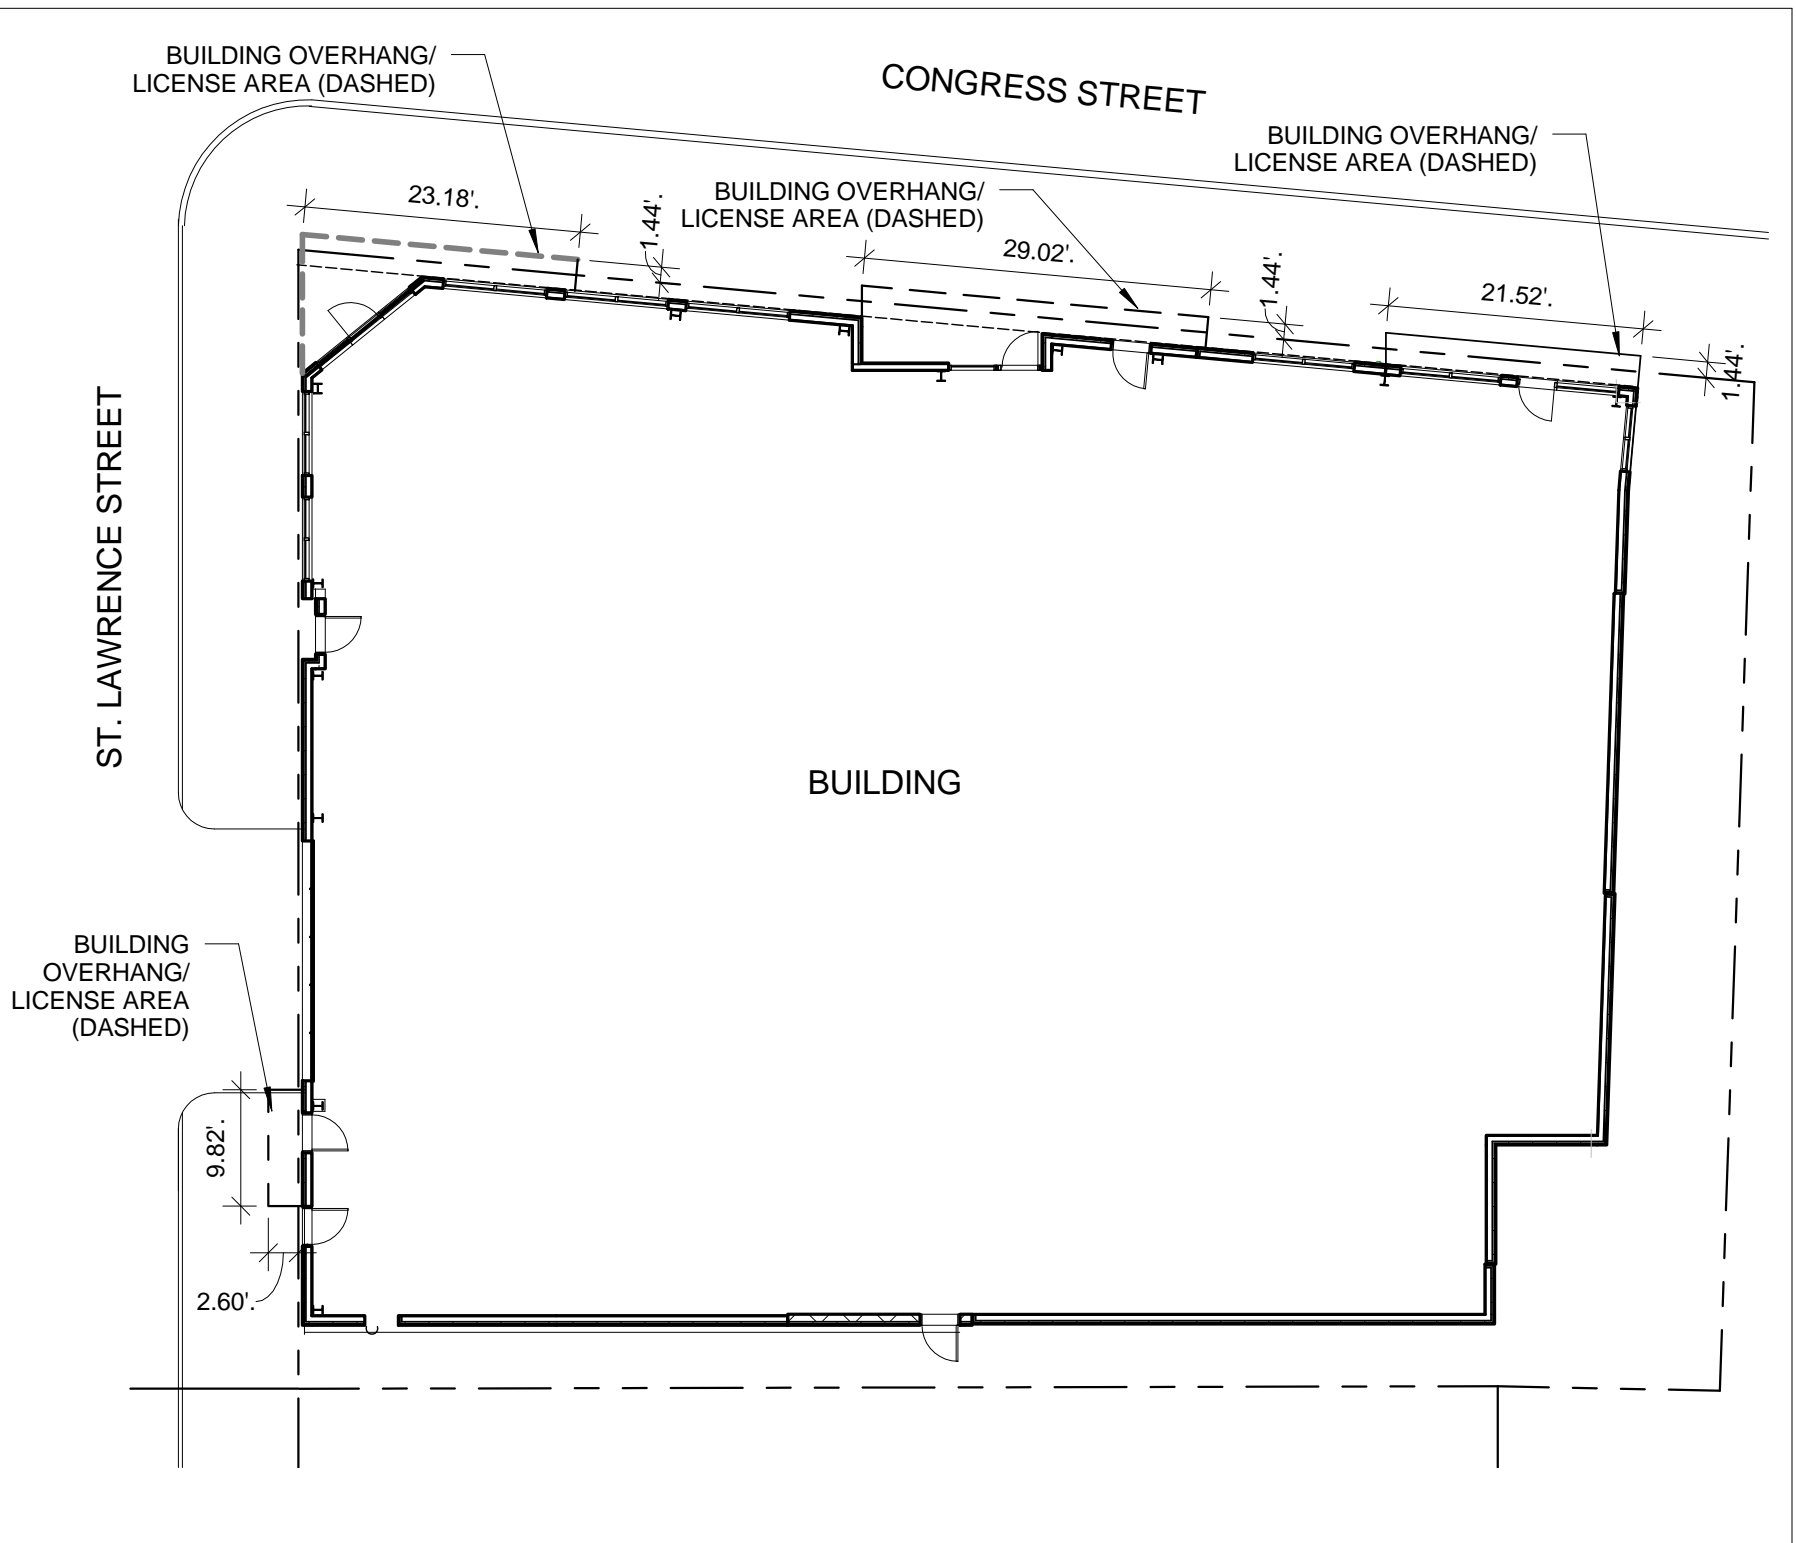 BUILDING OVERHANG/
LICENSE AREA (DASHED)
CONGRESS STREET
BUILDING OVERHANG/
LICENSE AREA (DASHED)
BUILDING OVERHANG/
LICENSE AREA (DASHED)
23.18'.
1.44'.
29.02'.
1.44'.
21.52'.
1.44'.
ST. LAWRENCE STREET
BUILDING
BUILDING
OVERHANG/
LICENSE AREA
(DASHED)
9.82'.
2.60'.